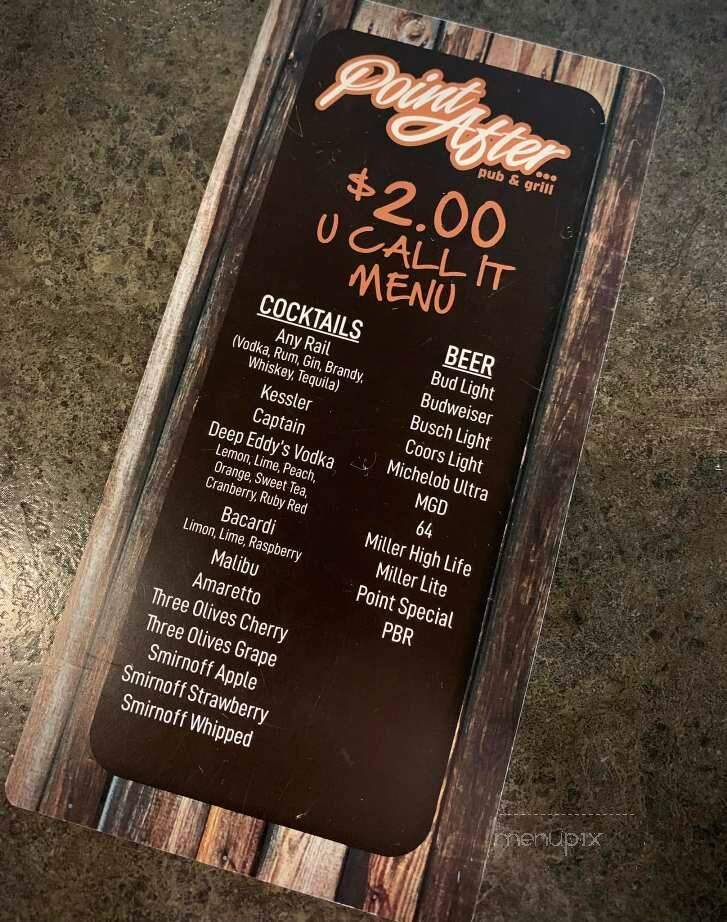 Point
After...
pub & grill
$2.00
U CALL IT
MENU
COCKTAILS
Any Rail
(Vodka, Rum, Gin, Brandy,
Whiskey, Tequila)
Kessler
Captain
Deep Eddy's Vodka
Lemon, Lime, Peach,
Orange, Sweet Tea,
Cranberry, Ruby Red
Bacardi
Limon, Lime, Raspberry
Malibu
Amaretto
Three Olives Cherry
Three Olives Grape
Smirnoff Apple
Smirnoff Strawberry
Smirnoff Whipped
BEER
Bud Light
Budweiser
Busch Light
Coors Light
Michelob Ultra
MGD
64
Miller High Life
Miller Lite
Point Special
PBR
menupix